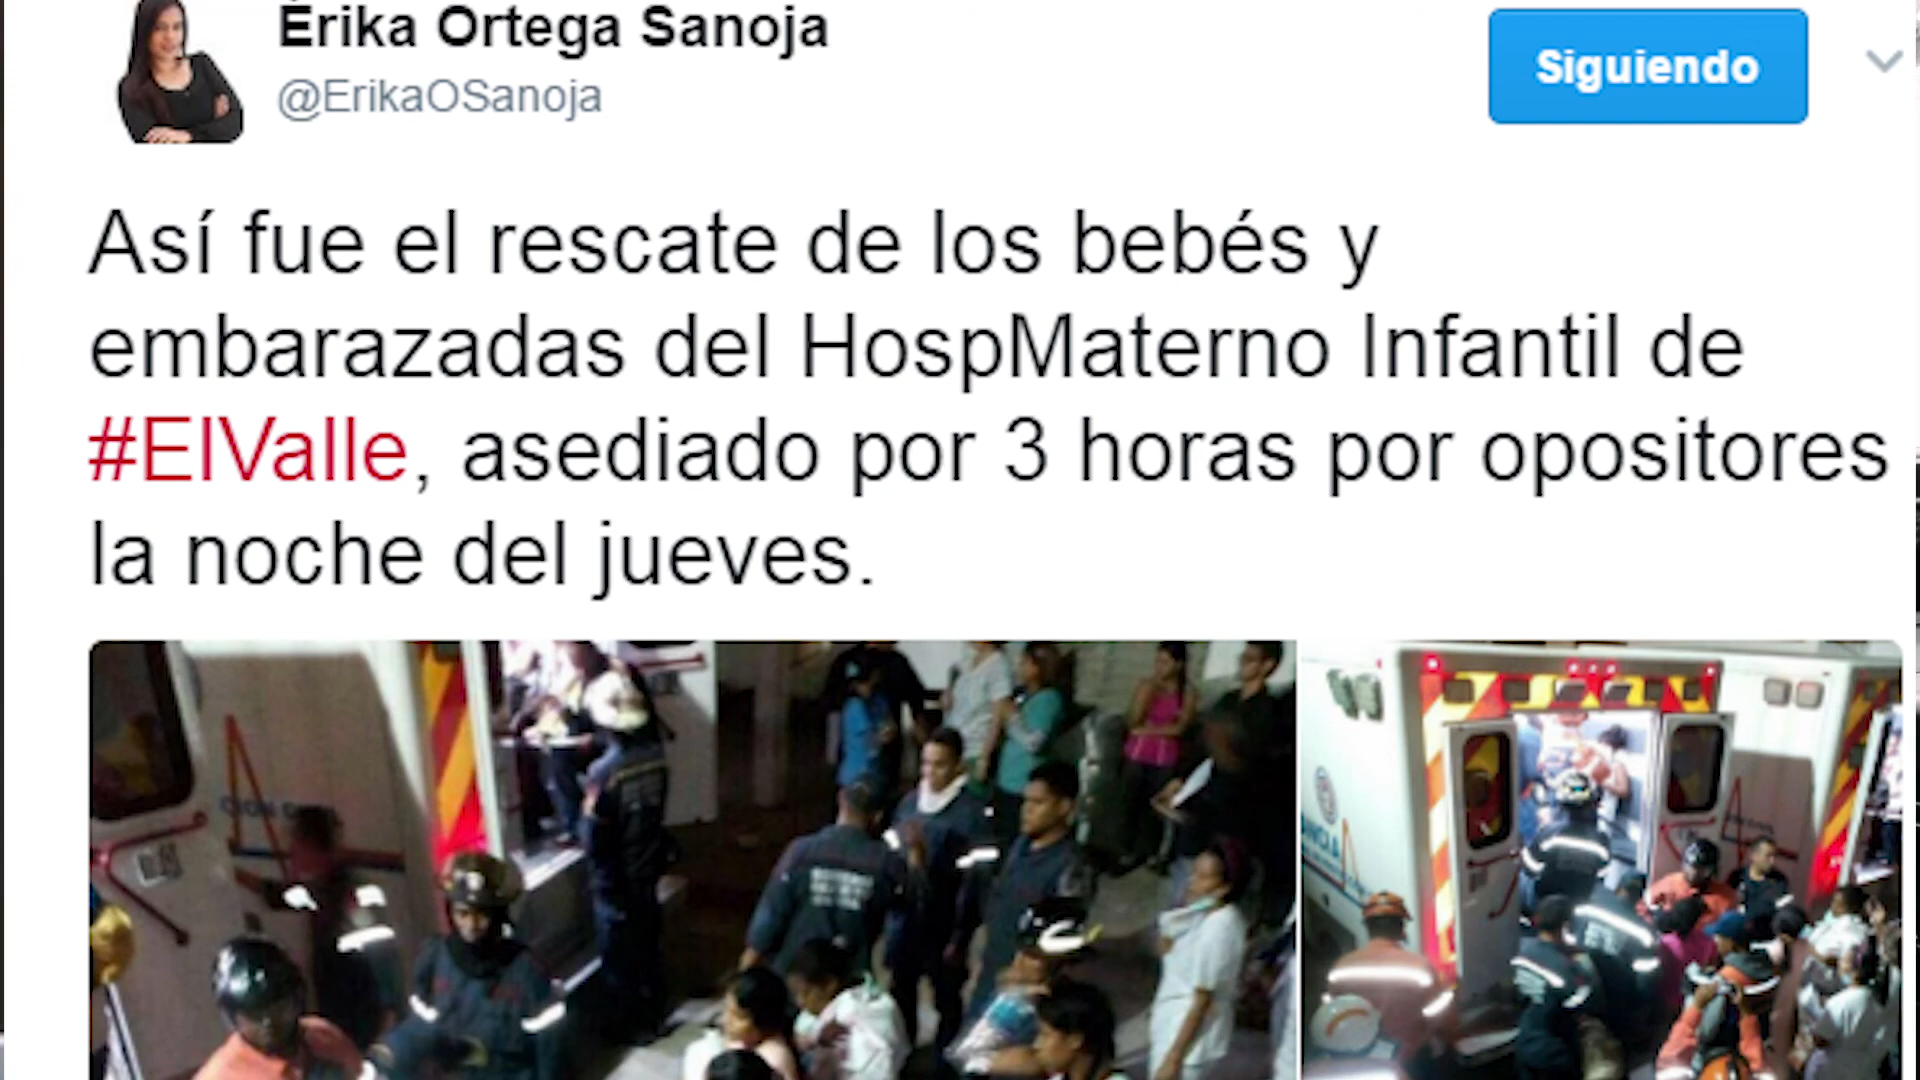 Érika Ortega Sanoja
@ErikaOSanoja
Siguiendo
Así fue el rescate de los bebés y
embarazadas del HospMaterno Infantil de
#ElValle, asediado por 3 horas por opositores
la noche del jueves.